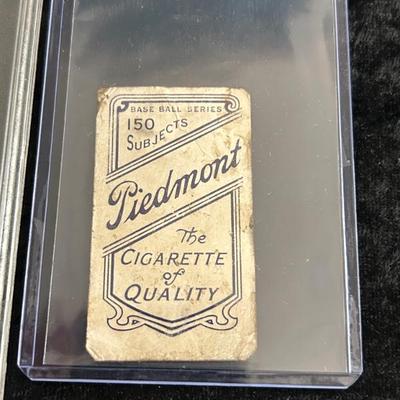 BASE BALL SERIES
150
SUBJECTS
Piedmont
The
CIGARETTE
of
QUALITY